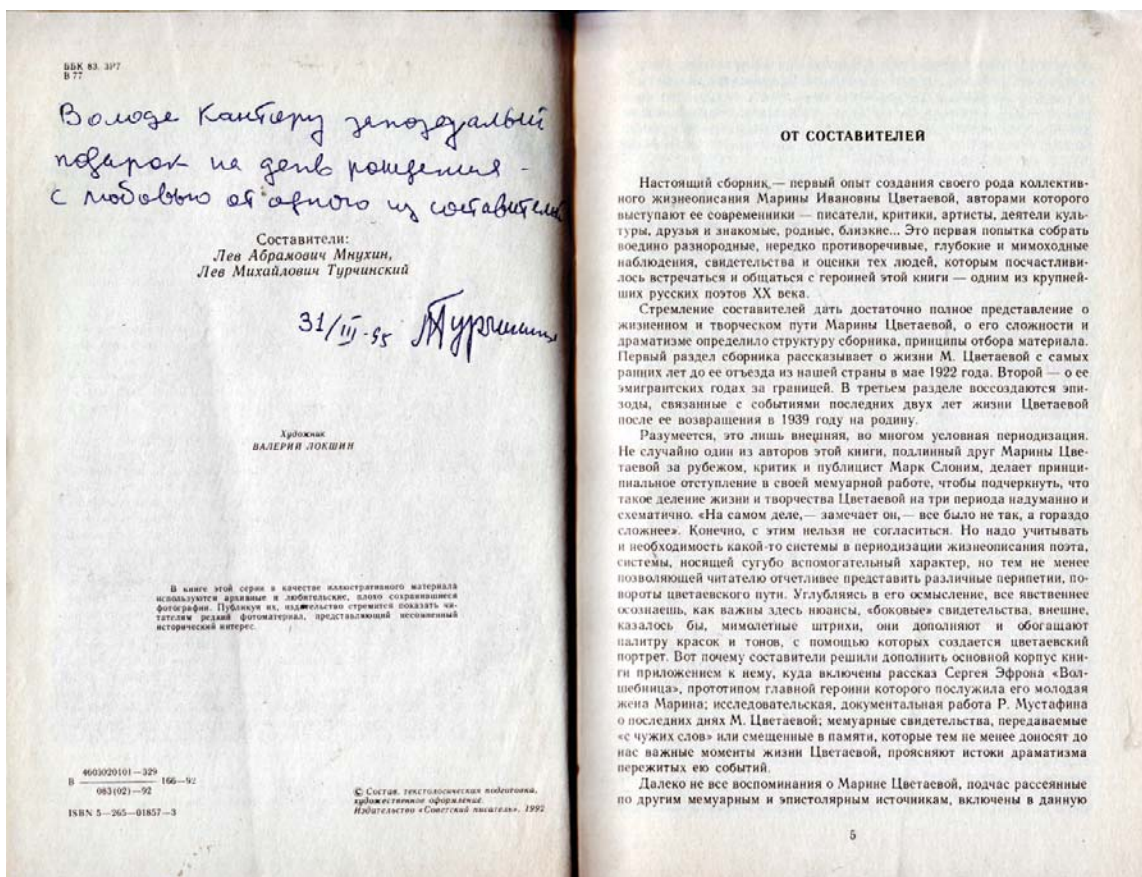 ББК 83.3Р7
В 77
Володе Кантору запоздалый
подарок на день рождения -
с любовью от одного из составителей
Составители:
Лев Абрамович Мнухин,
Лев Михайлович Турчинский
31/III-95 ЛТурчинский
Художник
ВАЛЕРИЙ ЛОКШИН
В книге этой серии в качестве иллюстративного материала
используются архивные и любительские, плохо сохранившиеся
фотографии. Публикуя их, издательство стремится показать чи-
тателям редкий фотоматериал, представляющий несомненный
исторический интерес.
4603020101—329
В 166—92
083(02)—92
ISBN 5—265—01857—3
© Состав, текстологическая подготовка,
художественное оформление.
Издательство «Советский писатель», 1992
ОТ СОСТАВИТЕЛЕЙ
Настоящий сборник,— первый опыт создания своего рода коллектив-
ного жизнеописания Марины Ивановны Цветаевой, авторами которого
выступают ее современники — писатели, критики, артисты, деятели куль-
туры, друзья и знакомые, родные, близкие... Это первая попытка собрать
воедино разнородные, нередко противоречивые, глубокие и мимоходные
наблюдения, свидетельства и оценки тех людей, которым посчастливи-
лось встречаться и общаться с героиней этой книги — одним из крупней-
ших русских поэтов XX века.
Стремление составителей дать достаточно полное представление о
жизненном и творческом пути Марины Цветаевой, о его сложности и
драматизме определило структуру сборника, принципы отбора материала.
Первый раздел сборника рассказывает о жизни М. Цветаевой с самых
ранних лет до ее отъезда из нашей страны в мае 1922 года. Второй — о ее
эмигрантских годах за границей. В третьем разделе воссоздаются эпи-
зоды, связанные с событиями последних двух лет жизни Цветаевой
после ее возвращения в 1939 году на родину.
Разумеется, это лишь внешняя, во многом условная периодизация.
Не случайно один из авторов этой книги, подлинный друг Марины Цве-
таевой за рубежом, критик и публицист Марк Слоним, делает принци-
пиальное отступление в своей мемуарной работе, чтобы подчеркнуть, что
такое деление жизни и творчества Цветаевой на три периода надуманно и
схематично. «На самом деле,— замечает он,— все было не так, а гораздо
сложнее». Конечно, с этим нельзя не согласиться. Но надо учитывать
и необходимость какой-то системы в периодизации жизнеописания поэта,
системы, носящей сугубо вспомогательный характер, но тем не менее
позволяющей читателю отчетливее представить различные перипетии, по-
вороты цветаевского пути. Углубляясь в его осмысление, все явственнее
осознаешь, как важны здесь нюансы, «боковые» свидетельства, внешне,
казалось бы, мимолетные штрихи, они дополняют и обогащают
палитру красок и тонов, с помощью которых создается цветаевский
портрет. Вот почему составители решили дополнить основной корпус кни-
ги приложением к нему, куда включены рассказ Сергея Эфрона «Вол-
шебница», прототипом главной героини которого послужила его молодая
жена Марина; исследовательская, документальная работа Р. Мустафина
о последних днях М. Цветаевой; мемуарные свидетельства, передаваемые
«с чужих слов» или смещенные в памяти, которые тем не менее доносят до
нас важные моменты жизни Цветаевой, проясняют истоки драматизма
пережитых ею событий.
Далеко не все воспоминания о Марине Цветаевой, подчас рассеянные
по другим мемуарным и эпистолярным источникам, включены в данную
5